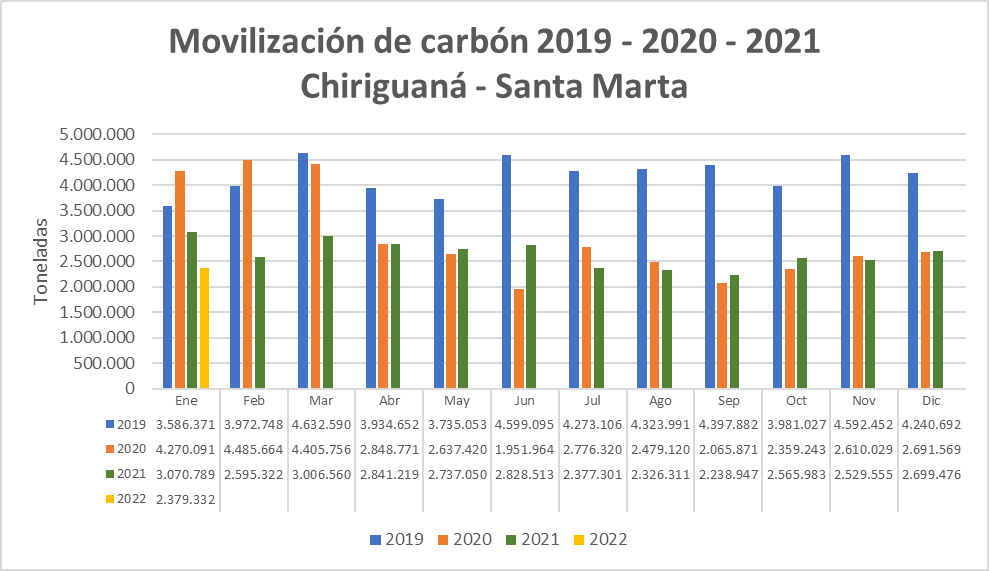 Movilización de carbón 2019 - 2020 - 2021
Chiriguaná - Santa Marta
Toneladas
5.000.000
4.500.000
4.000.000
3.500.000
3.000.000
2.500.000
2.000.000
1.500.000
1.000.000
500.000
0
Ene Feb Mar Abr May Jun Jul Ago Sep Oct Nov Dic
2019 3.586.371 3.972.748 4.632.590 3.934.652 3.735.053 4.599.095 4.273.106 4.323.991 4.397.882 3.981.027 4.592.452 4.240.692
2020 4.270.091 4.485.664 4.405.756 2.848.771 2.637.420 1.951.964 2.776.320 2.479.120 2.065.871 2.359.243 2.610.029 2.691.569
2021 3.070.789 2.595.322 3.006.560 2.841.219 2.737.050 2.828.513 2.377.301 2.326.311 2.238.947 2.565.983 2.529.555 2.699.476
2022 2.379.332
2019 2020 2021 2022